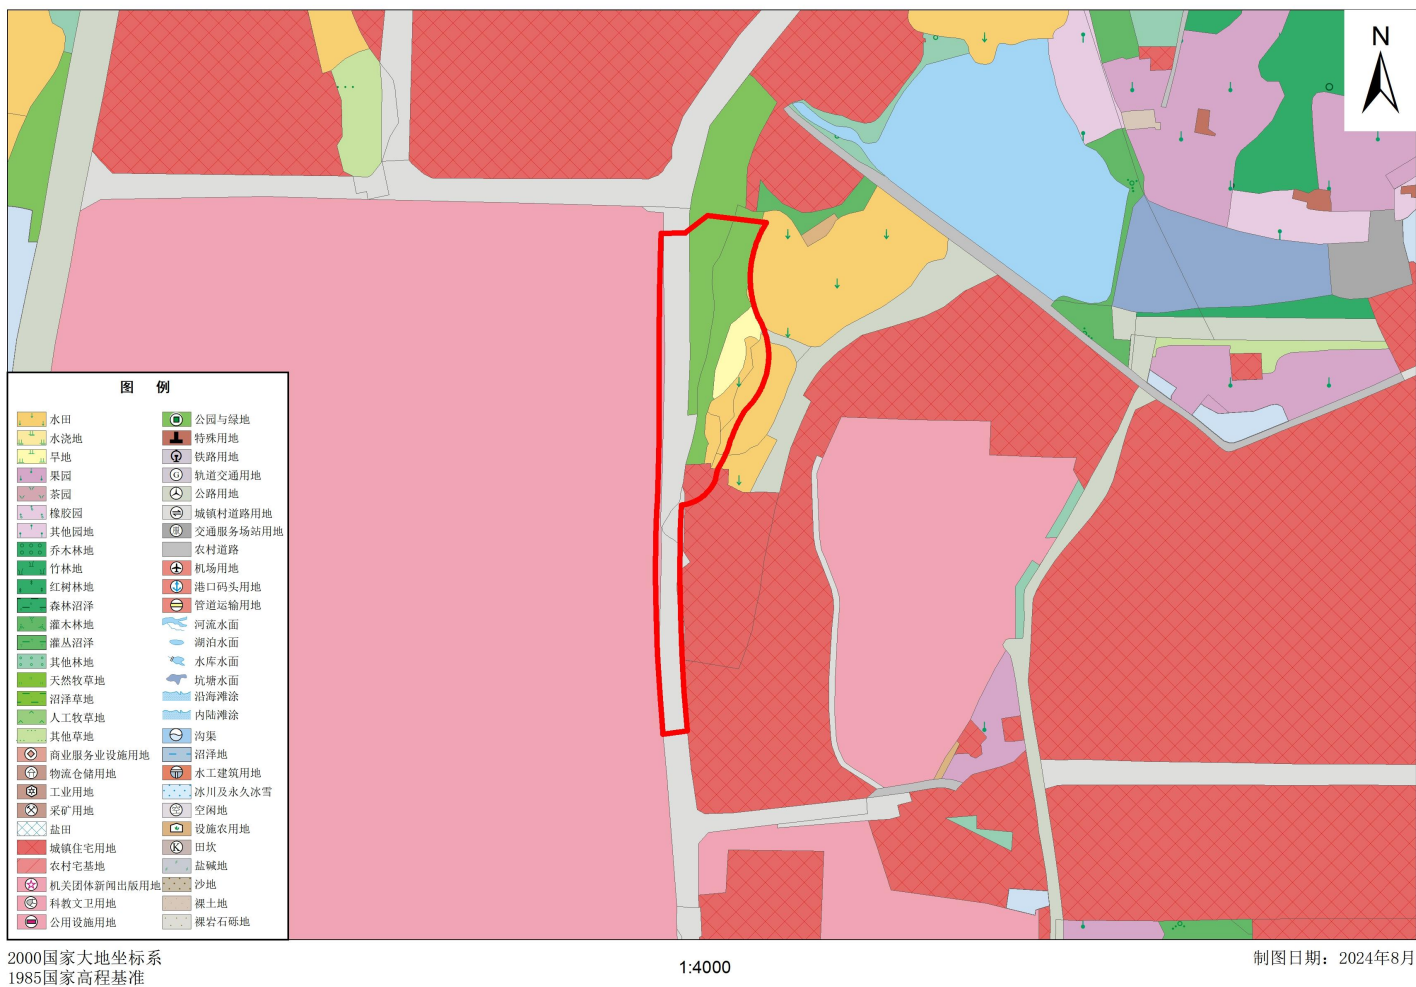 N
图 例
水田
水浇地
旱地
果园
茶园
橡胶园
其他园地
乔木林地
竹林地
红树林地
森林沼泽
灌木林地
灌丛沼泽
其他林地
天然牧草地
沼泽草地
人工牧草地
其他草地
商业服务业设施用地
物流仓储用地
工业用地
采矿用地
盐田
城镇住宅用地
农村宅基地
机关团体新闻出版用地
科教文卫用地
公用设施用地
公园与绿地
特殊用地
铁路用地
G 轨道交通用地
公路用地
城镇村道路用地
交通服务场站用地
农村道路
机场用地
港口码头用地
管道运输用地
河流水面
湖泊水面
水库水面
坑塘水面
沿海滩涂
内陆滩涂
沟渠
沼泽地
水工建筑用地
冰川及永久冰雪
空闲地
设施农用地
K 田坎
盐碱地
沙地
裸土地
裸岩石砾地
2000国家大地坐标系
1985国家高程基准
1:4000
制图日期：2024年8月